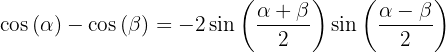 cos (α) − cos (β) = −2 sin ((α + β)/2) sin ((α − β)/2)